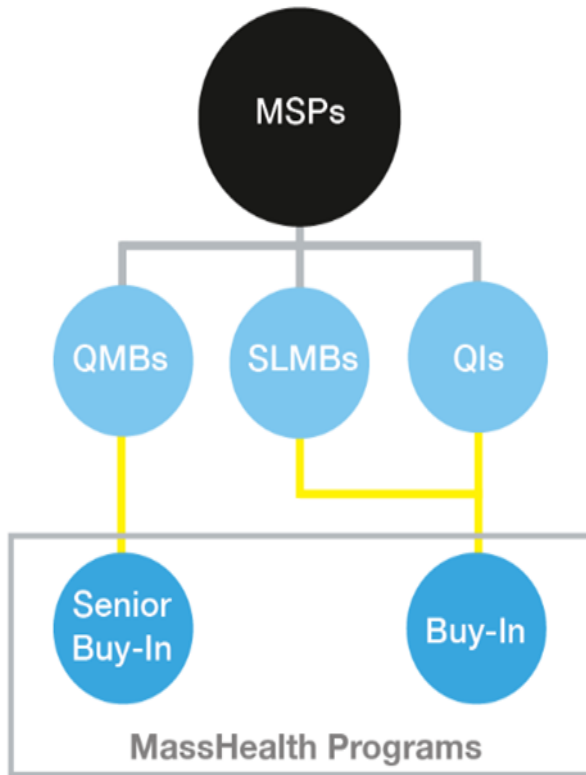 MSPs
QMBs
SLMBs
QIs
Senior
Buy-In
Buy-In
MassHealth Programs